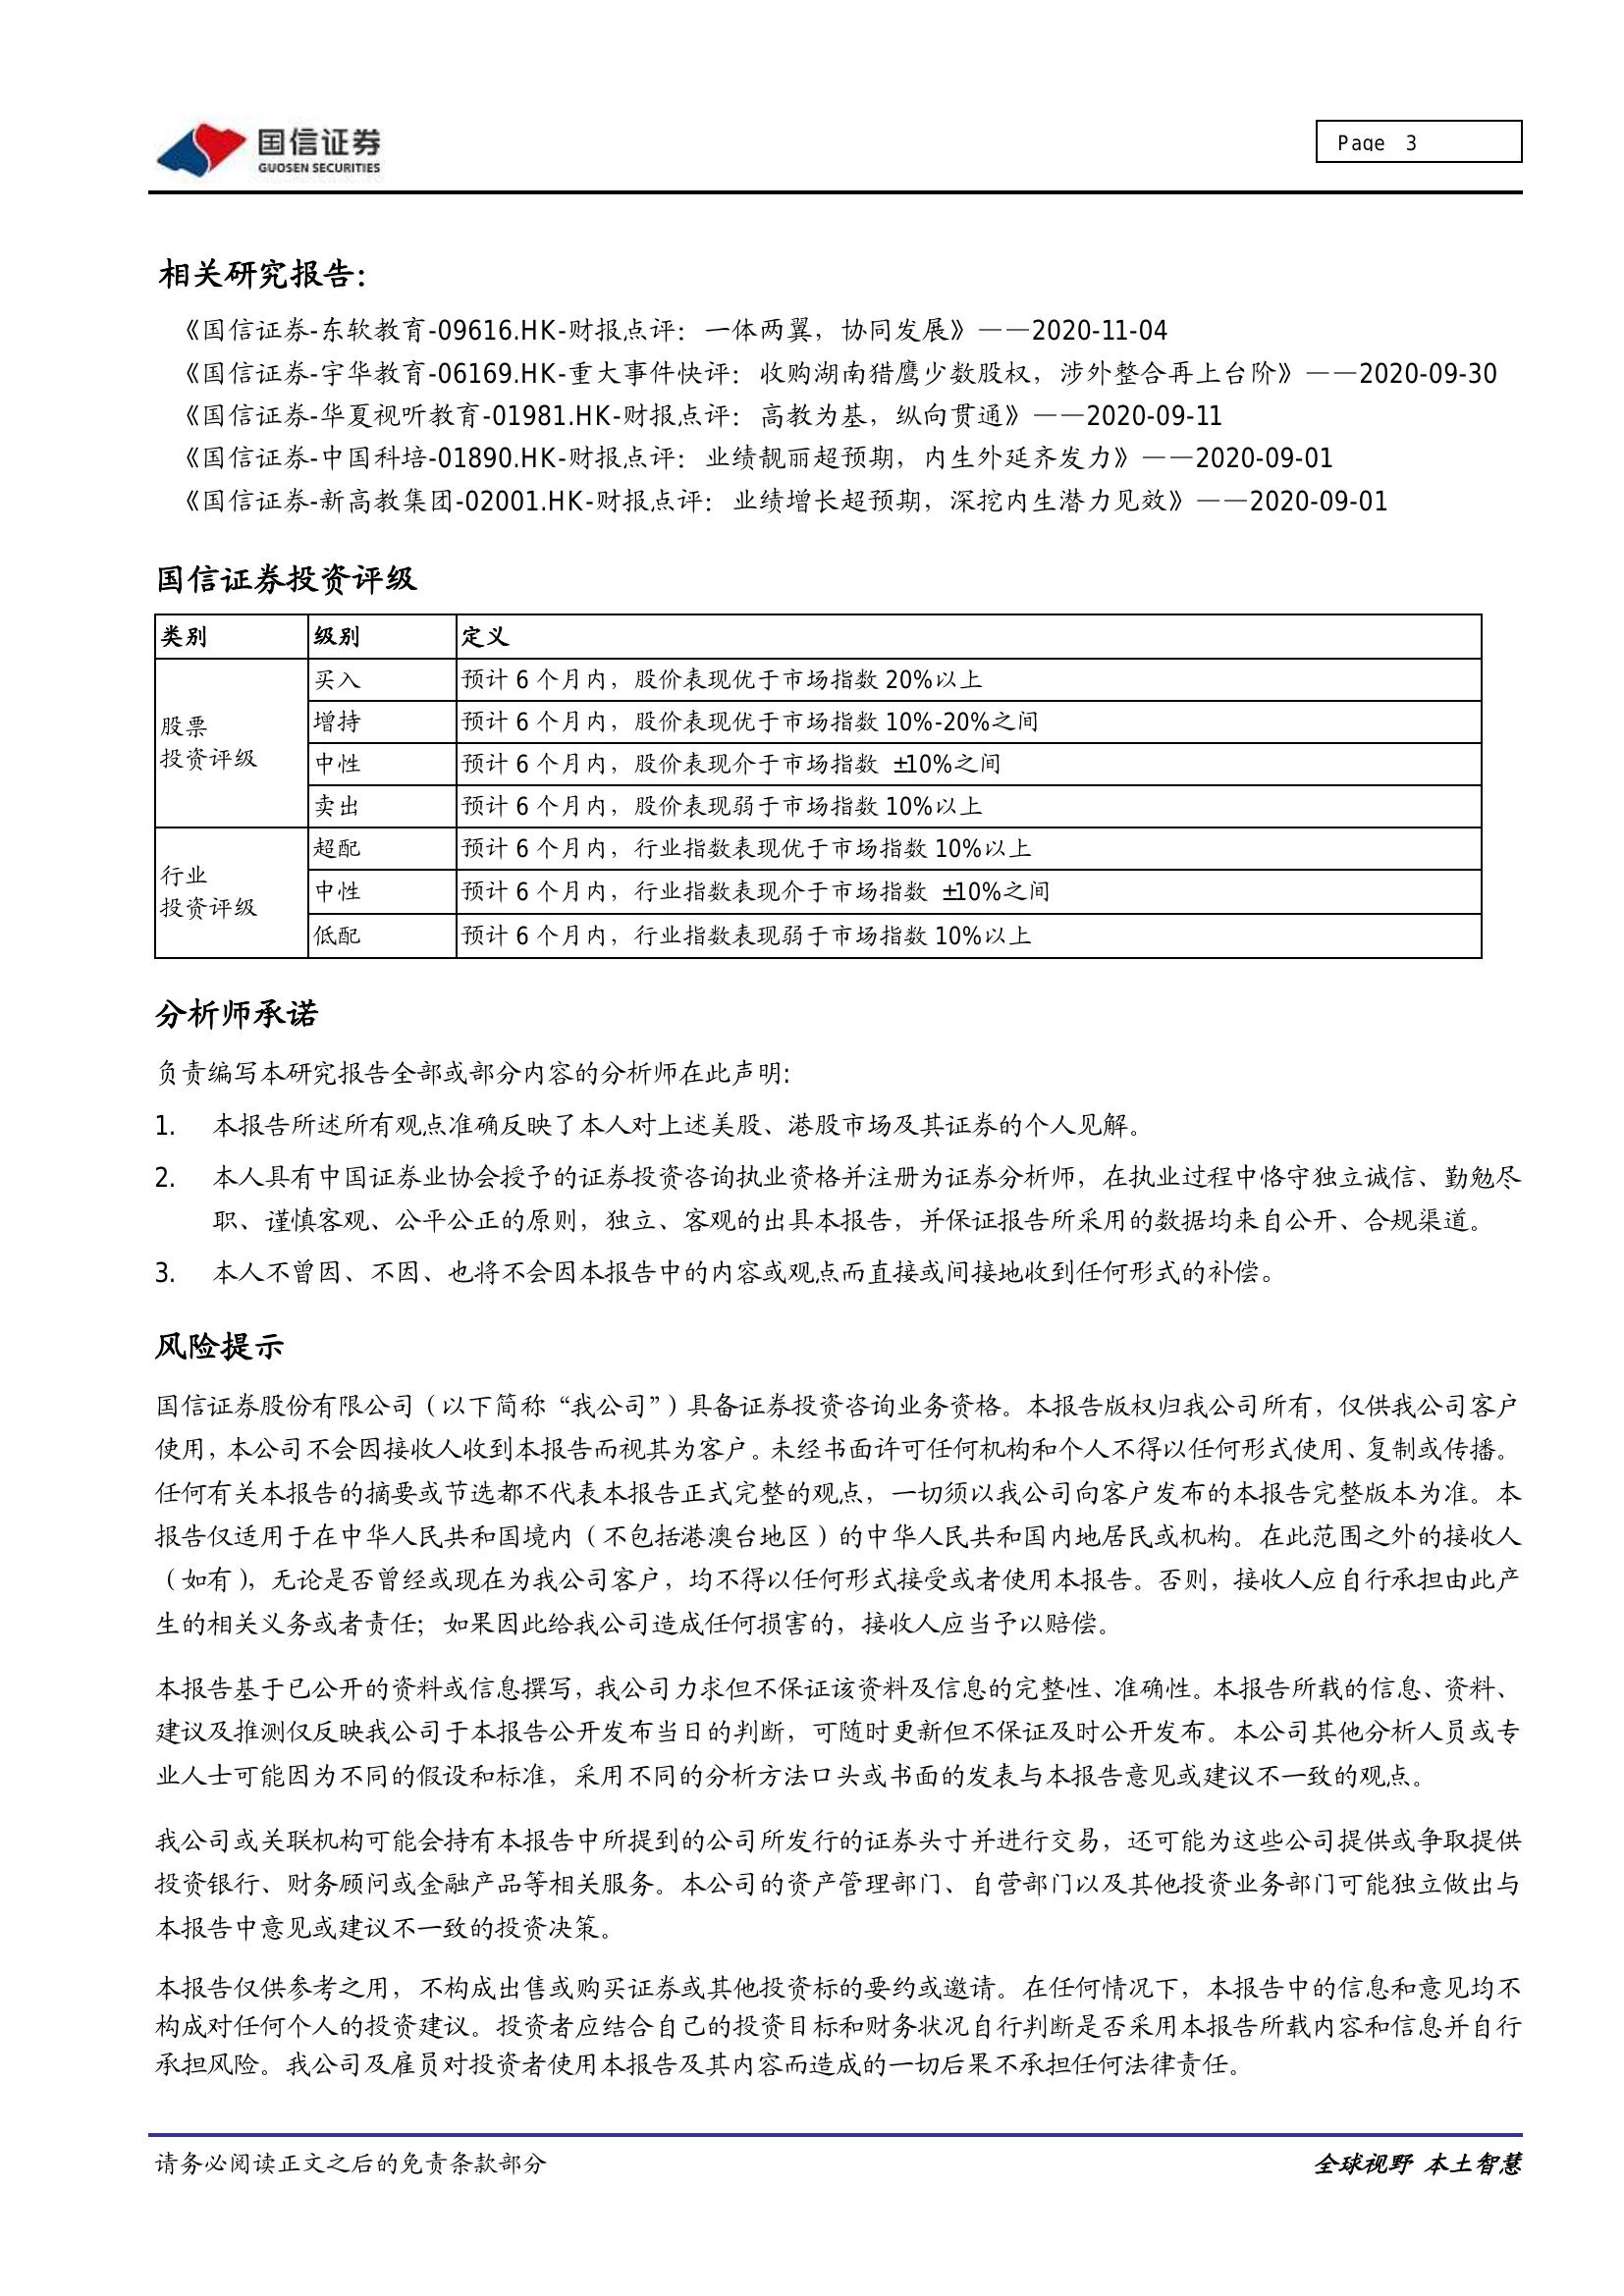 国信证券
GUOSEN SECURITIES
Page 3
相关研究报告:
《国信证券-东软教育-09616.HK-财报点评：一体两翼，协同发展》——2020-11-04
《国信证券-宇华教育-06169.HK-重大事件快评：收购湖南猎鹰少数股权，涉外整合再上台阶》——2020-09-30
《国信证券-华夏视听教育-01981.HK-财报点评：高教为基，纵向贯通》——2020-09-11
《国信证券-中国科培-01890.HK-财报点评：业绩靓丽超预期，内生外延齐发力》——2020-09-01
《国信证券-新高教集团-02001.HK-财报点评：业绩增长超预期，深挖内生潜力见效》——2020-09-01
国信证券投资评级
类别 级别 定义
股票
投资评级
买入 预计 6 个月内，股价表现优于市场指数 20%以上
增持 预计 6 个月内，股价表现优于市场指数 10%-20%之间
中性 预计 6 个月内，股价表现介于市场指数 ±10%之间
卖出 预计 6 个月内，股价表现弱于市场指数 10%以上
行业
投资评级
超配 预计 6 个月内，行业指数表现优于市场指数 10%以上
中性 预计 6 个月内，行业指数表现介于市场指数 ±10%之间
低配 预计 6 个月内，行业指数表现弱于市场指数 10%以上
分析师承诺
负责编写本研究报告全部或部分内容的分析师在此声明:
1. 本报告所述所有观点准确反映了本人对上述美股、港股市场及其证券的个人见解。
2. 本人具有中国证券业协会授予的证券投资咨询执业资格并注册为证券分析师，在执业过程中恪守独立诚信、勤勉尽
职、谨慎客观、公平公正的原则，独立、客观的出具本报告，并保证报告所采用的数据均来自公开、合规渠道。
3. 本人不曾因、不因、也将不会因本报告中的内容或观点而直接或间接地收到任何形式的补偿。
风险提示
国信证券股份有限公司（以下简称“我公司”）具备证券投资咨询业务资格。本报告版权归我公司所有，仅供我公司客户
使用，本公司不会因接收人收到本报告而视其为客户。未经书面许可任何机构和个人不得以任何形式使用、复制或传播。
任何有关本报告的摘要或节选都不代表本报告正式完整的观点，一切须以我公司向客户发布的本报告完整版本为准。本
报告仅适用于在中华人民共和国境内（不包括港澳台地区）的中华人民共和国内地居民或机构。在此范围之外的接收人
（如有），无论是否曾经或现在为我公司客户，均不得以任何形式接受或者使用本报告。否则，接收人应自行承担由此产
生的相关义务或者责任；如果因此给我公司造成任何损害的，接收人应当予以赔偿。
本报告基于已公开的资料或信息撰写，我公司力求但不保证该资料及信息的完整性、准确性。本报告所载的信息、资料、
建议及推测仅反映我公司于本报告公开发布当日的判断，可随时更新但不保证及时公开发布。本公司其他分析人员或专
业人士可能因为不同的假设和标准，采用不同的分析方法口头或书面的发表与本报告意见或建议不一致的观点。
我公司或关联机构可能会持有本报告中所提到的公司所发行的证券头寸并进行交易，还可能为这些公司提供或争取提供
投资银行、财务顾问或金融产品等相关服务。本公司的资产管理部门、自营部门以及其他投资业务部门可能独立做出与
本报告中意见或建议不一致的投资决策。
本报告仅供参考之用，不构成出售或购买证券或其他投资标的要约或邀请。在任何情况下，本报告中的信息和意见均不
构成对任何个人的投资建议。投资者应结合自己的投资目标和财务状况自行判断是否采用本报告所载内容和信息并自行
承担风险。我公司及雇员对投资者使用本报告及其内容而造成的一切后果不承担任何法律责任。
请务必阅读正文之后的免责条款部分
全球视野 本土智慧